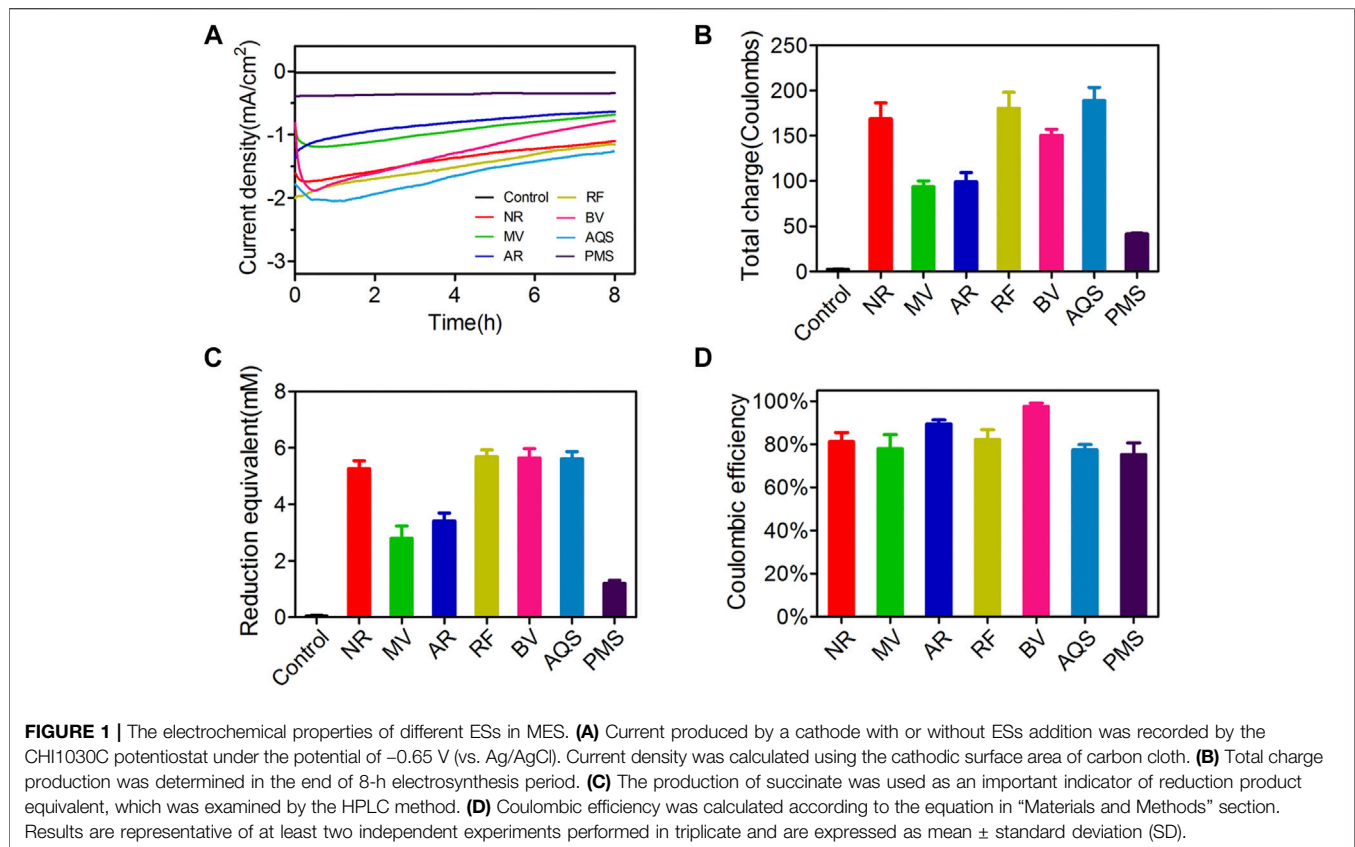 A
Current density(mA/cm²)
0
-1
-2
-3
0
2
4
6
8
Time(h)
Control
NR
MV
AR
RF
BV
AQS
PMS
B
Total charge(Coulombs)
250
200
150
100
50
0
Control
NR
MV
AR
RF
BV
AQS
PMS
C
Reduction equivalent(mM)
8
6
4
2
0
Control
NR
MV
AR
RF
BV
AQS
PMS
D
Coulombic efficiency
100%
80%
60%
40%
20%
0%
NR
MV
AR
RF
BV
AQS
PMS
FIGURE 1 | The electrochemical properties of different ESs in MES. (A) Current produced by a cathode with or without ESs addition was recorded by the
CHI1030C potentiostat under the potential of −0.65 V (vs. Ag/AgCl). Current density was calculated using the cathodic surface area of carbon cloth. (B) Total charge
production was determined in the end of 8-h electrosynthesis period. (C) The production of succinate was used as an important indicator of reduction product
equivalent, which was examined by the HPLC method. (D) Coulombic efficiency was calculated according to the equation in “Materials and Methods” section.
Results are representative of at least two independent experiments performed in triplicate and are expressed as mean ± standard deviation (SD).